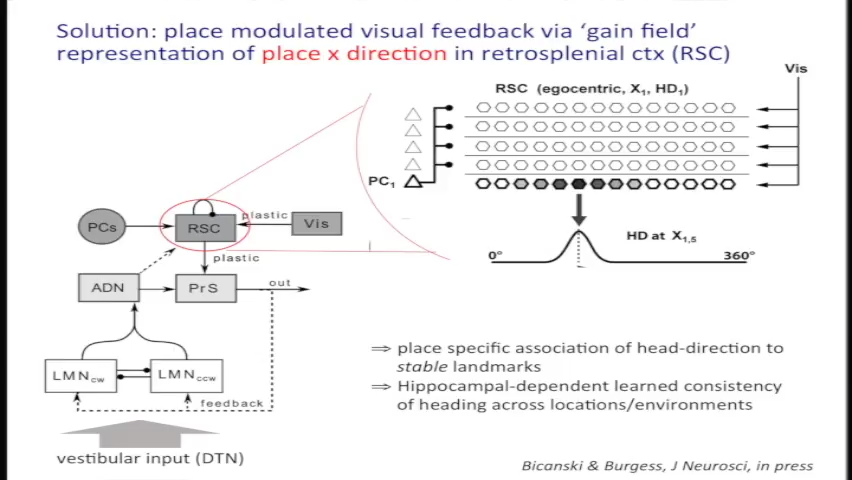 Solution: place modulated visual feedback via ‘gain field’
representation of place x direction in retrosplenial ctx (RSC)
Vis
RSC (egocentric, X1, HD1)
PC1
PCs
RSC
plastic
Vis
HD at X1,5
0°
360°
plastic
ADN
PrS
out
LMNcw
LMNccw
feedback
vestibular input (DTN)
⇒ place specific association of head-direction to
stable landmarks
⇒ Hippocampal-dependent learned consistency
of heading across locations/environments
Bicanski & Burgess, J Neurosci, in press